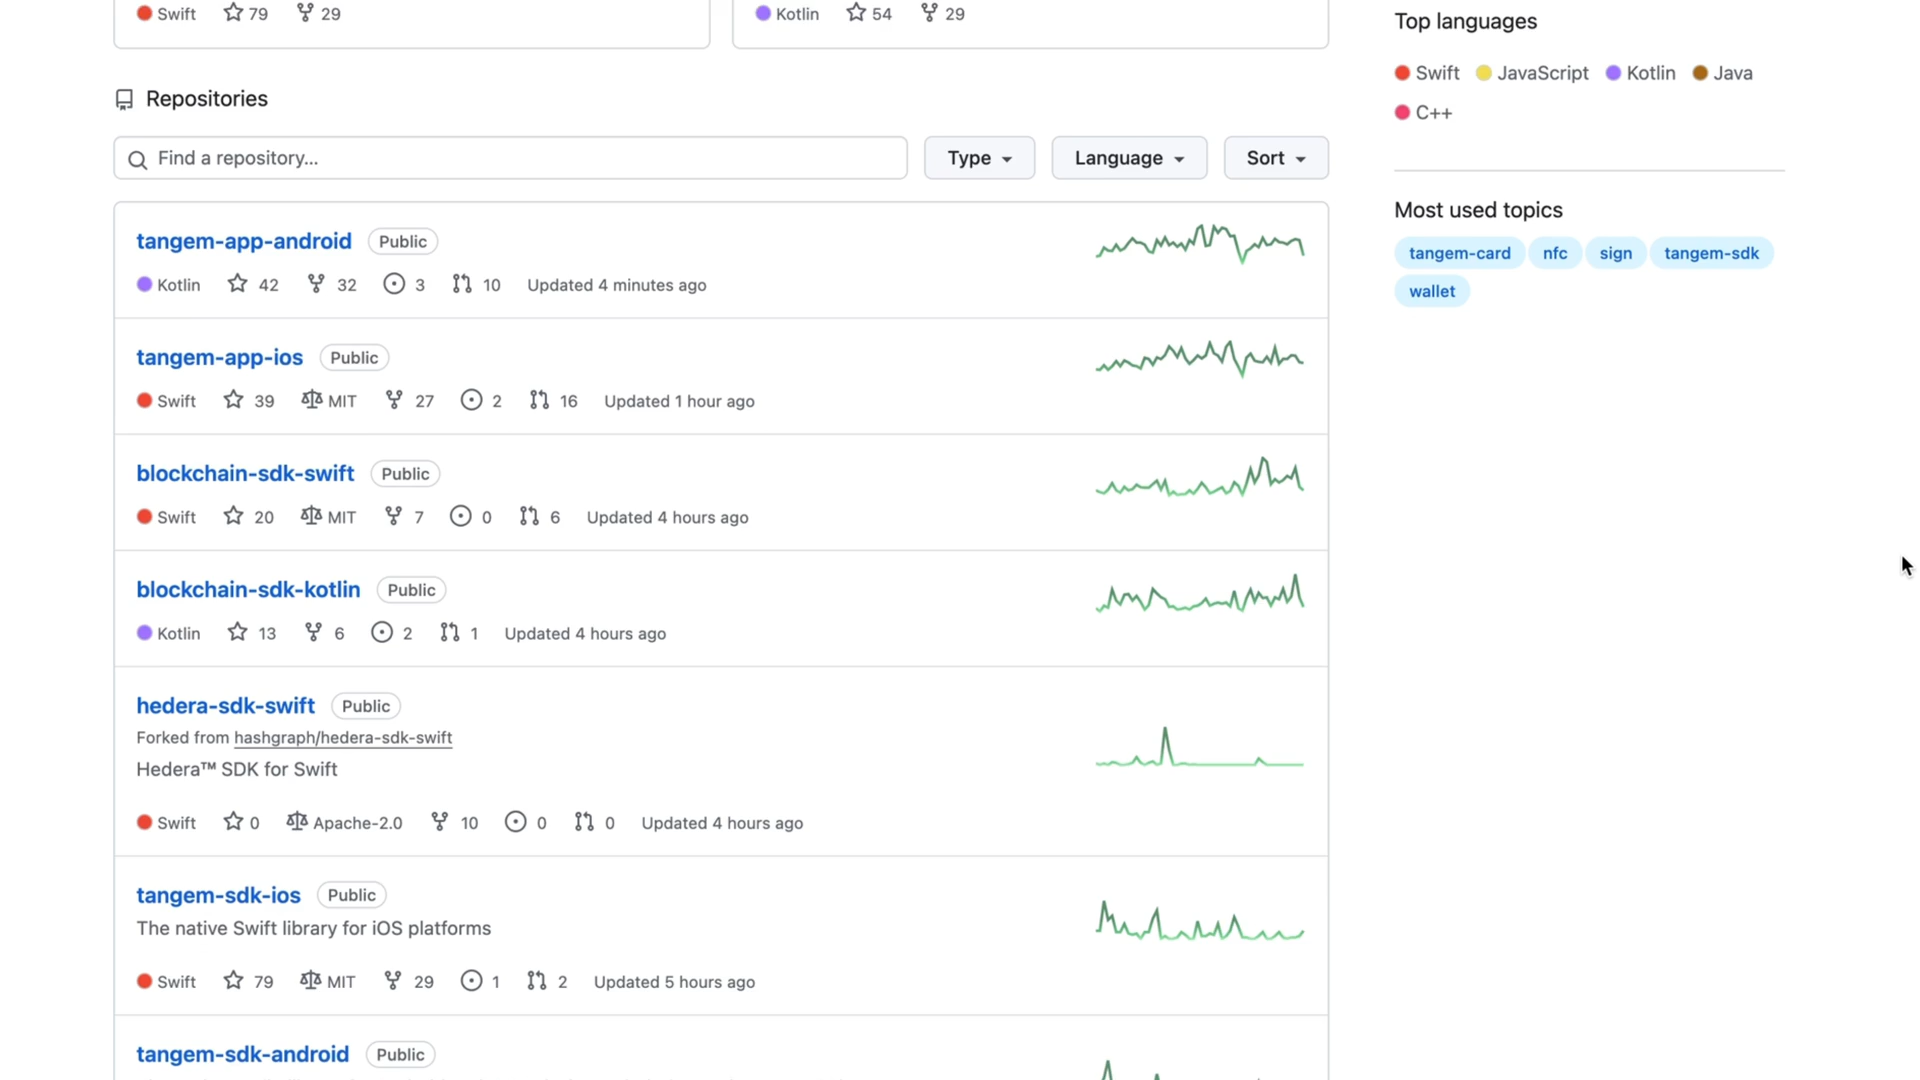 Swift 79 29
Kotlin 54 29
Repositories
Find a repository...
Type
Language
Sort
tangem-app-android Public
Kotlin 42 32 3 10 Updated 4 minutes ago
tangem-app-ios Public
Swift 39 MIT 27 2 16 Updated 1 hour ago
blockchain-sdk-swift Public
Swift 20 MIT 7 0 6 Updated 4 hours ago
blockchain-sdk-kotlin Public
Kotlin 13 6 2 1 Updated 4 hours ago
hedera-sdk-swift Public
Forked from hashgraph/hedera-sdk-swift
Hedera™ SDK for Swift
Swift 0 Apache-2.0 10 0 0 Updated 4 hours ago
tangem-sdk-ios Public
The native Swift library for iOS platforms
Swift 79 MIT 29 1 2 Updated 5 hours ago
tangem-sdk-android Public
Top languages
Swift JavaScript Kotlin Java
C++
Most used topics
tangem-card nfc sign tangem-sdk
wallet